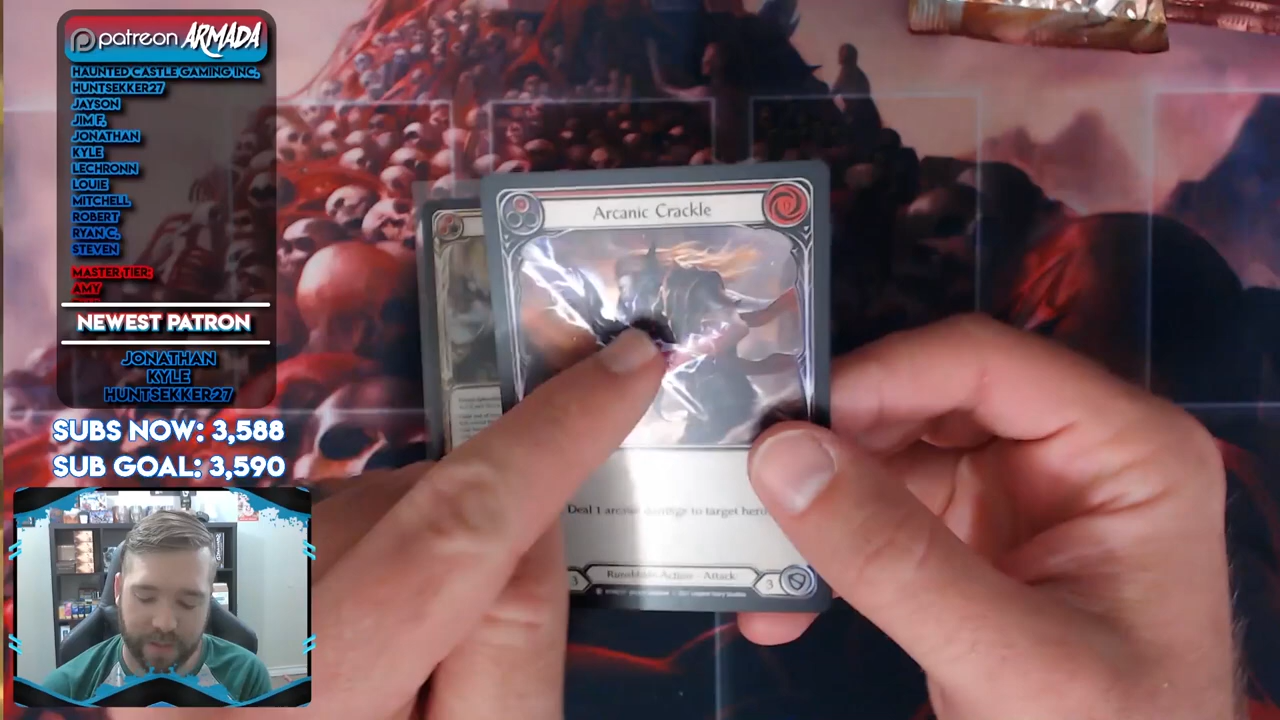 patreon ARMADA
HAUNTED CASTLE GAMING INC.
HUNTSEKKER27
JAYSON
JIM F.
JONATHAN
KYLE
LECHRONN
LOUIE
MITCHELL
ROBERT
RYAN C.
STEVEN
MASTER TIER:
AMY
NEWEST PATRON
JONATHAN
KYLE
HUNTSEKKER27
SUBS NOW: 3,588
SUB GOAL: 3,590
Arcanic Crackle
0
Deal 1 arcane damage to target hero
3
Runeblade Action - Attack
3